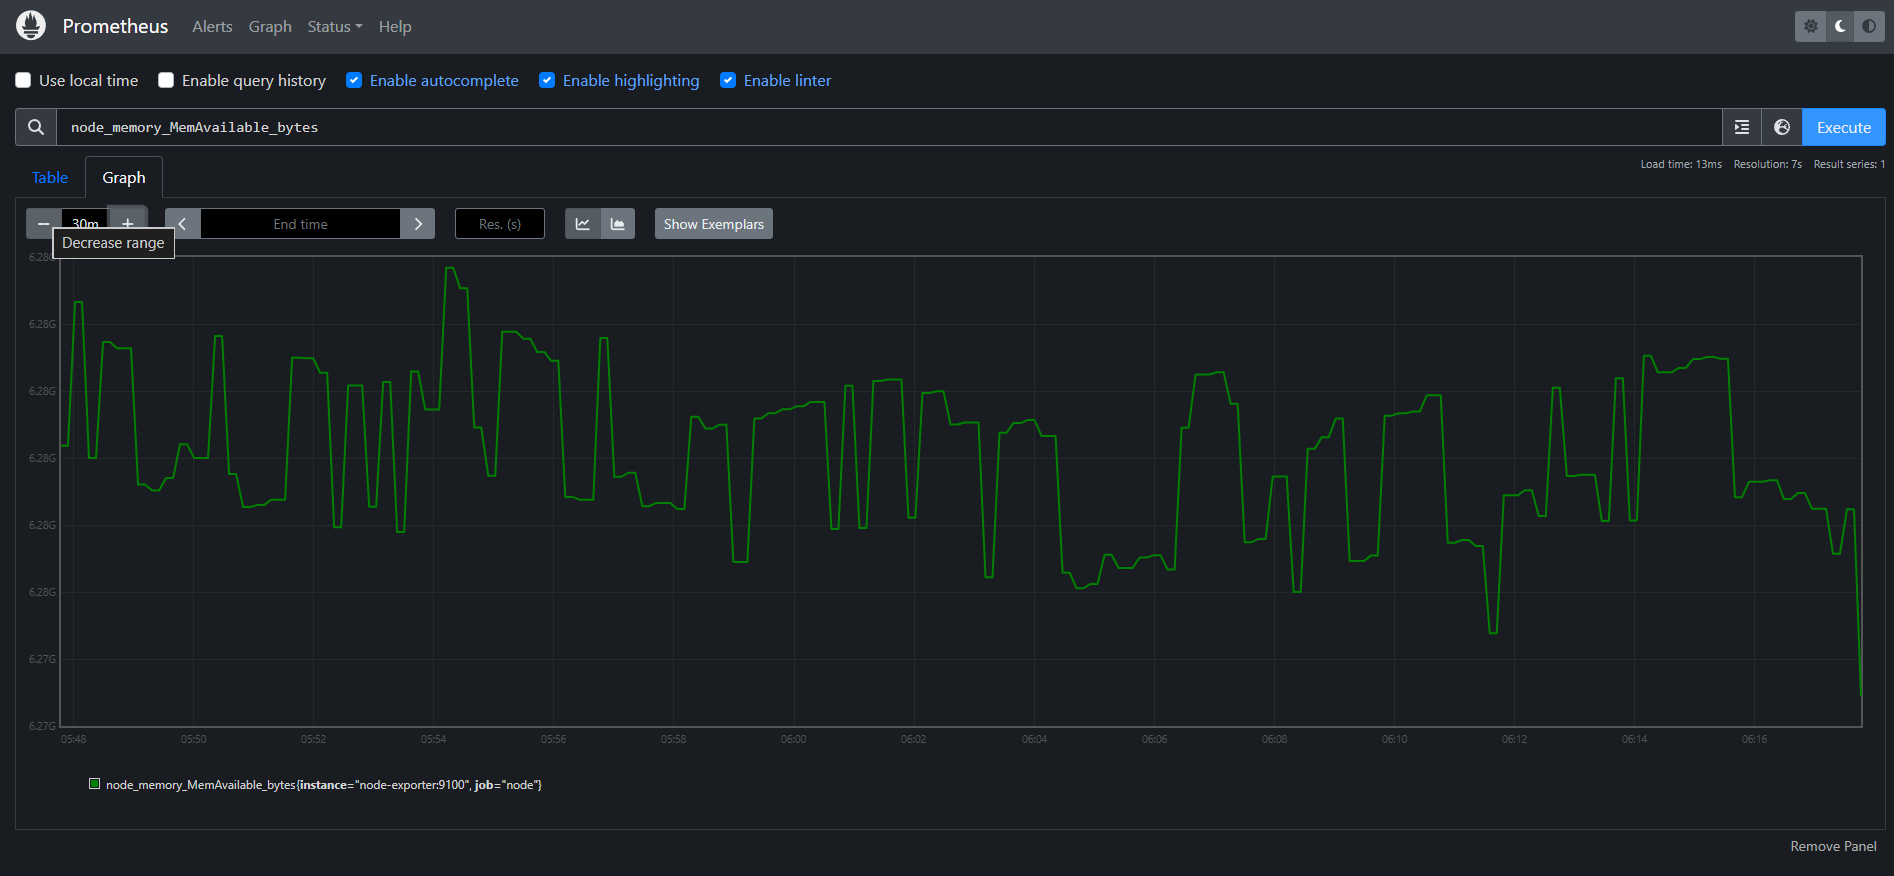 Prometheus Alerts Graph Status Help
Use local time Enable query history Enable autocomplete Enable highlighting Enable linter
node_memory_MemAvailable_bytes Execute
Load time: 13ms Resolution: 7s Result series: 1
Table Graph
30m + End time Res. (s) Show Exemplars
Decrease range
6.28G
6.28G
6.28G
6.28G
6.28G
6.28G
6.27G
6.27G
05:48 05:50 05:52 05:54 05:56 05:58 06:00 06:02 06:04 06:06 06:08 06:10 06:12 06:14 06:16
node_memory_MemAvailable_bytes{instance="node-exporter:9100", job="node"}
Remove Panel